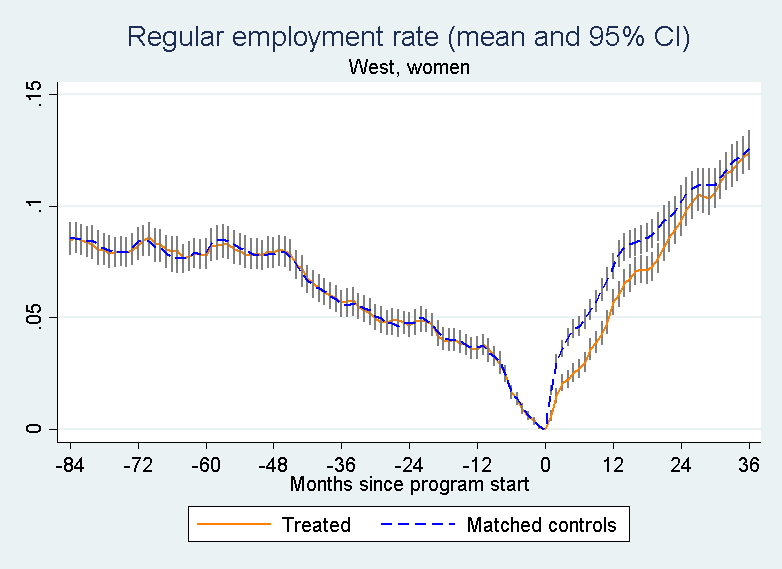 Regular employment rate (mean and 95% CI)
West, women
.15
.1
.05
0
-84 -72 -60 -48 -36 -24 -12 0 12 24 36
Months since program start
Treated Matched controls